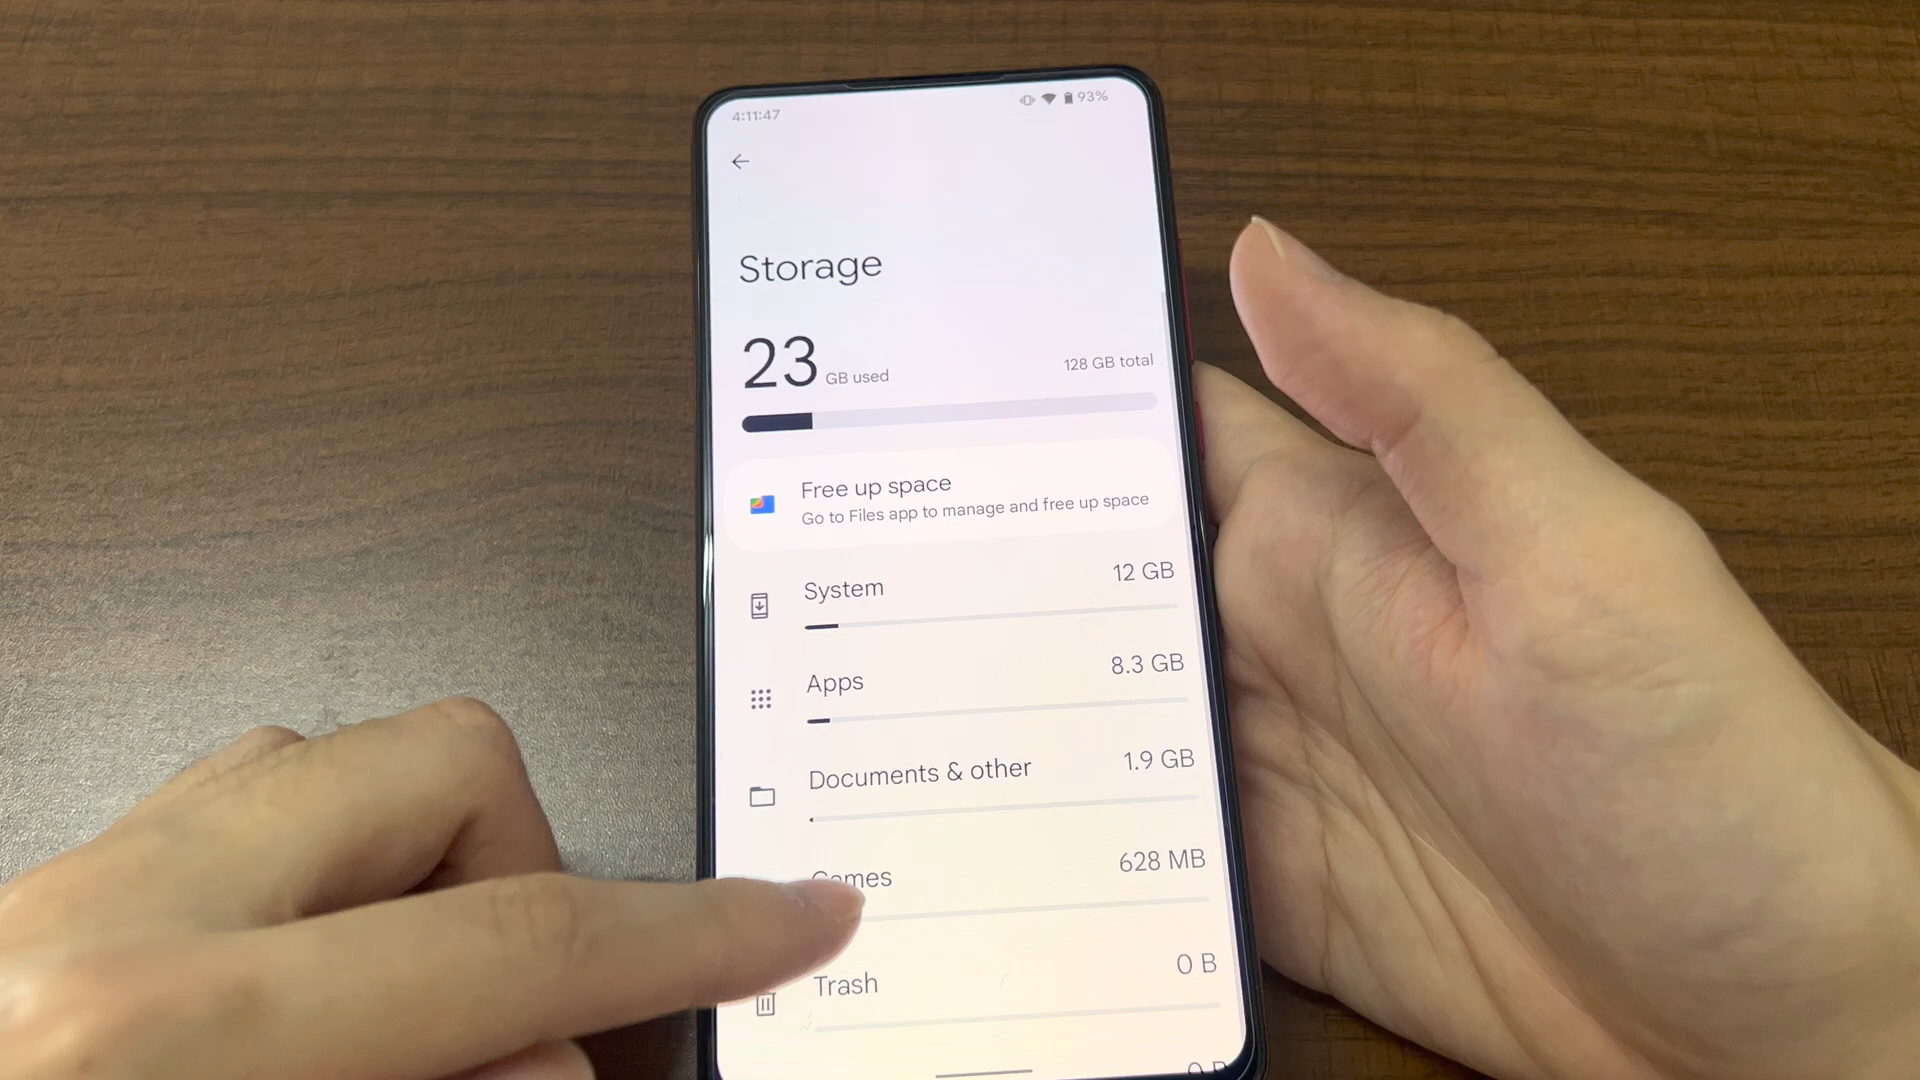 4:11:47 93%
Storage
23 GB used 128 GB total
Free up space
Go to Files app to manage and free up space
System 12 GB
Apps 8.3 GB
Documents & other 1.9 GB
Games 628 MB
Trash 0 B